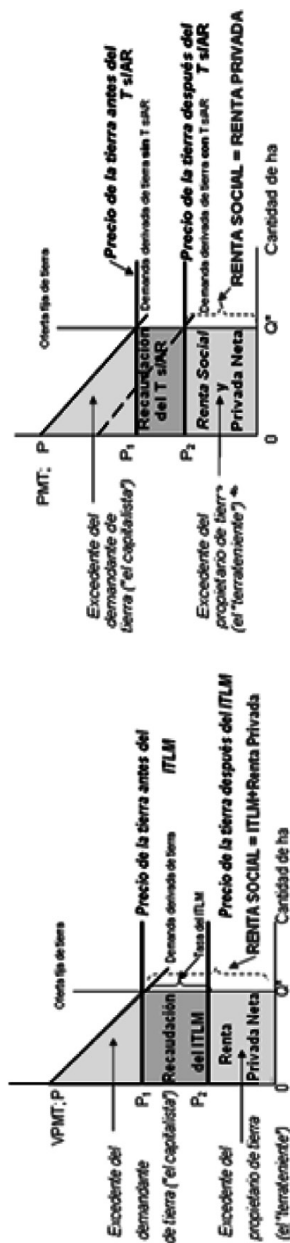 VPMT; P
Oferta fija de tierra
Excedente del
demandante
de tierra ("el capitalista")
P₁
Precio de la tierra antes del
ITLM
Demanda derivada de tierra
Tasa del ITLM
Recaudación
del ITLM
P₂
Precio de la tierra después del ITLM
RENTA SOCIAL = ITLM+Renta Privada
Renta
Privada Neta
Excedente del
propietario de tierra
(el "terrateniente")
0
Q*
Cantidad de ha
PMT; P
Oferta fija de tierra
Excedente del
demandante de
tierra ("el capitalista")
P₁
Precio de la tierra antes del
T s/AR
Demanda derivada de tierra sin T s/AR
Recaudación
del T s/AR
P₂
Precio de la tierra después del
T s/AR
Demanda derivada de tierra con T s/AR
Renta Social
y
Privada Neta
RENTA SOCIAL = RENTA PRIVADA
Excedente del
propietario de tierra
(el "terrateniente")
0
Q*
Cantidad de ha